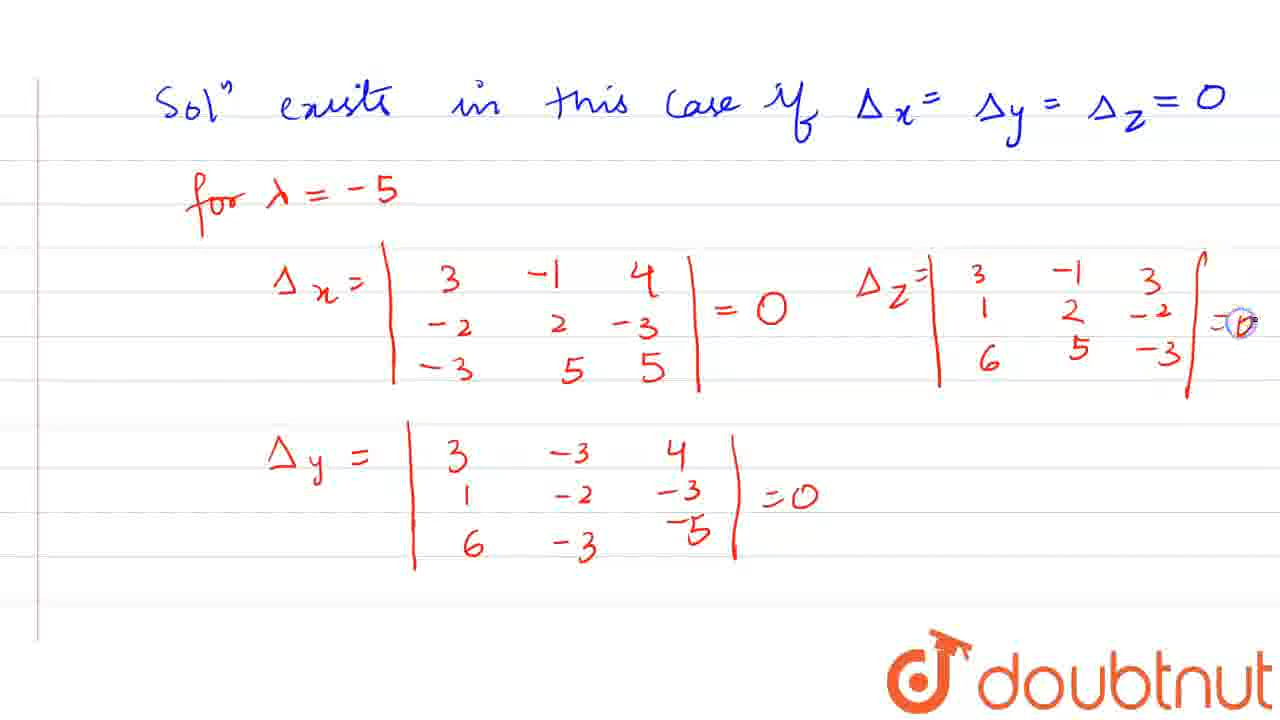 Solⁿ exists in this case if Δx = Δy = Δz = 0
for λ = -5
Δx = | 3 -1 4 | = 0
| -2 2 -3 |
| -3 5 5 |
Δz = | 3 -1 3 | = 0
| 1 2 -2 |
| 6 5 -3 |
Δy = | 3 -3 4 | = 0
| 1 -2 -3 |
| 6 -3 -5 |
doubtnut